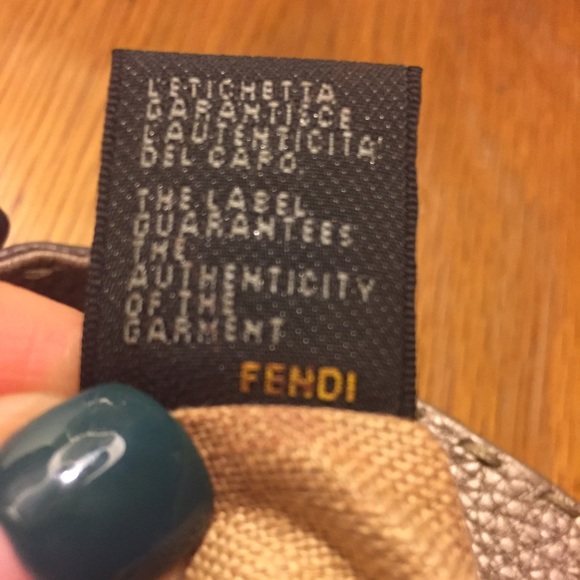 L'ETICHETTA
GARANTISCE
L'AUTENTICITA'
DEL CAPO.
THE LABEL
GUARANTEES
THE
AUTHENTICITY
OF THE
GARMENT
FENDI